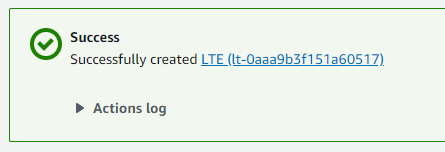 Success
Successfully created LTE (lt-0aaa9b3f151a60517)
Actions log